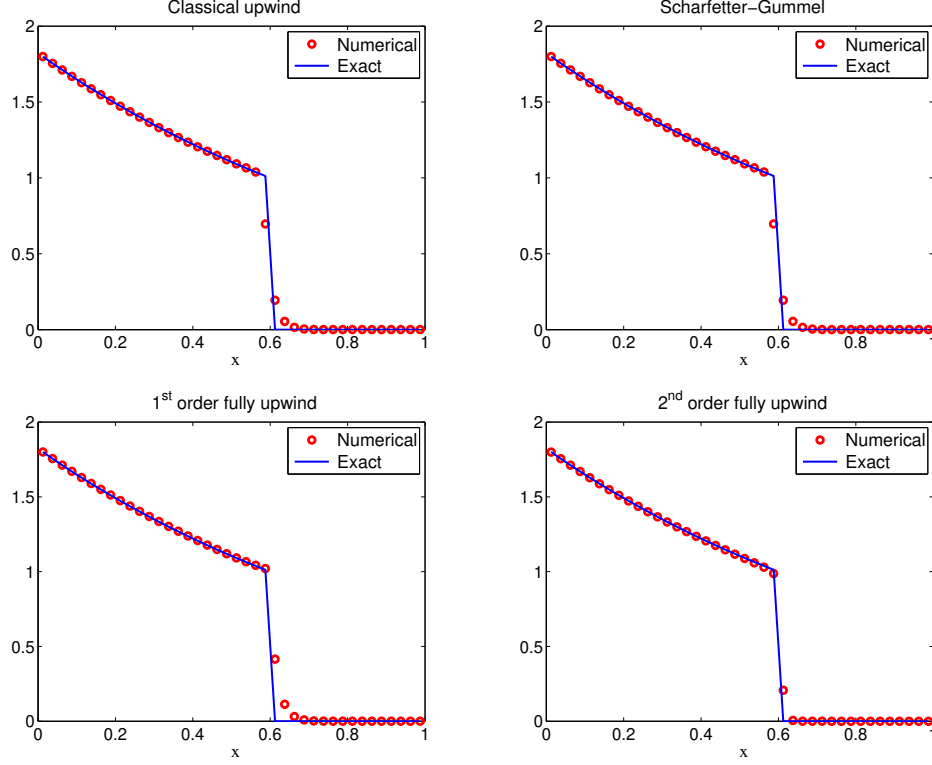 Classical upwind
2
1.5
1
0.5
0
0
0.2
0.4
0.6
0.8
1
x
Numerical
Exact
Scharfetter−Gummel
2
1.5
1
0.5
0
0
0.2
0.4
0.6
0.8
x
Numerical
Exact
1st order fully upwind
2
1.5
1
0.5
0
0
0.2
0.4
0.6
0.8
1
x
Numerical
Exact
2nd order fully upwind
2
1.5
1
0.5
0
0
0.2
0.4
0.6
0.8
x
Numerical
Exact